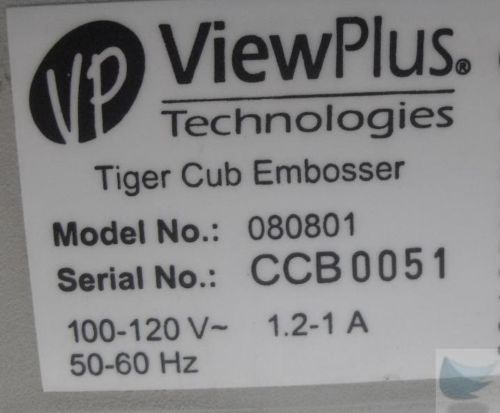 VP ViewPlus®
Technologies
Tiger Cub Embosser
Model No.: 080801
Serial No.: CCB0051
100-120 V~ 1.2-1 A
50-60 Hz